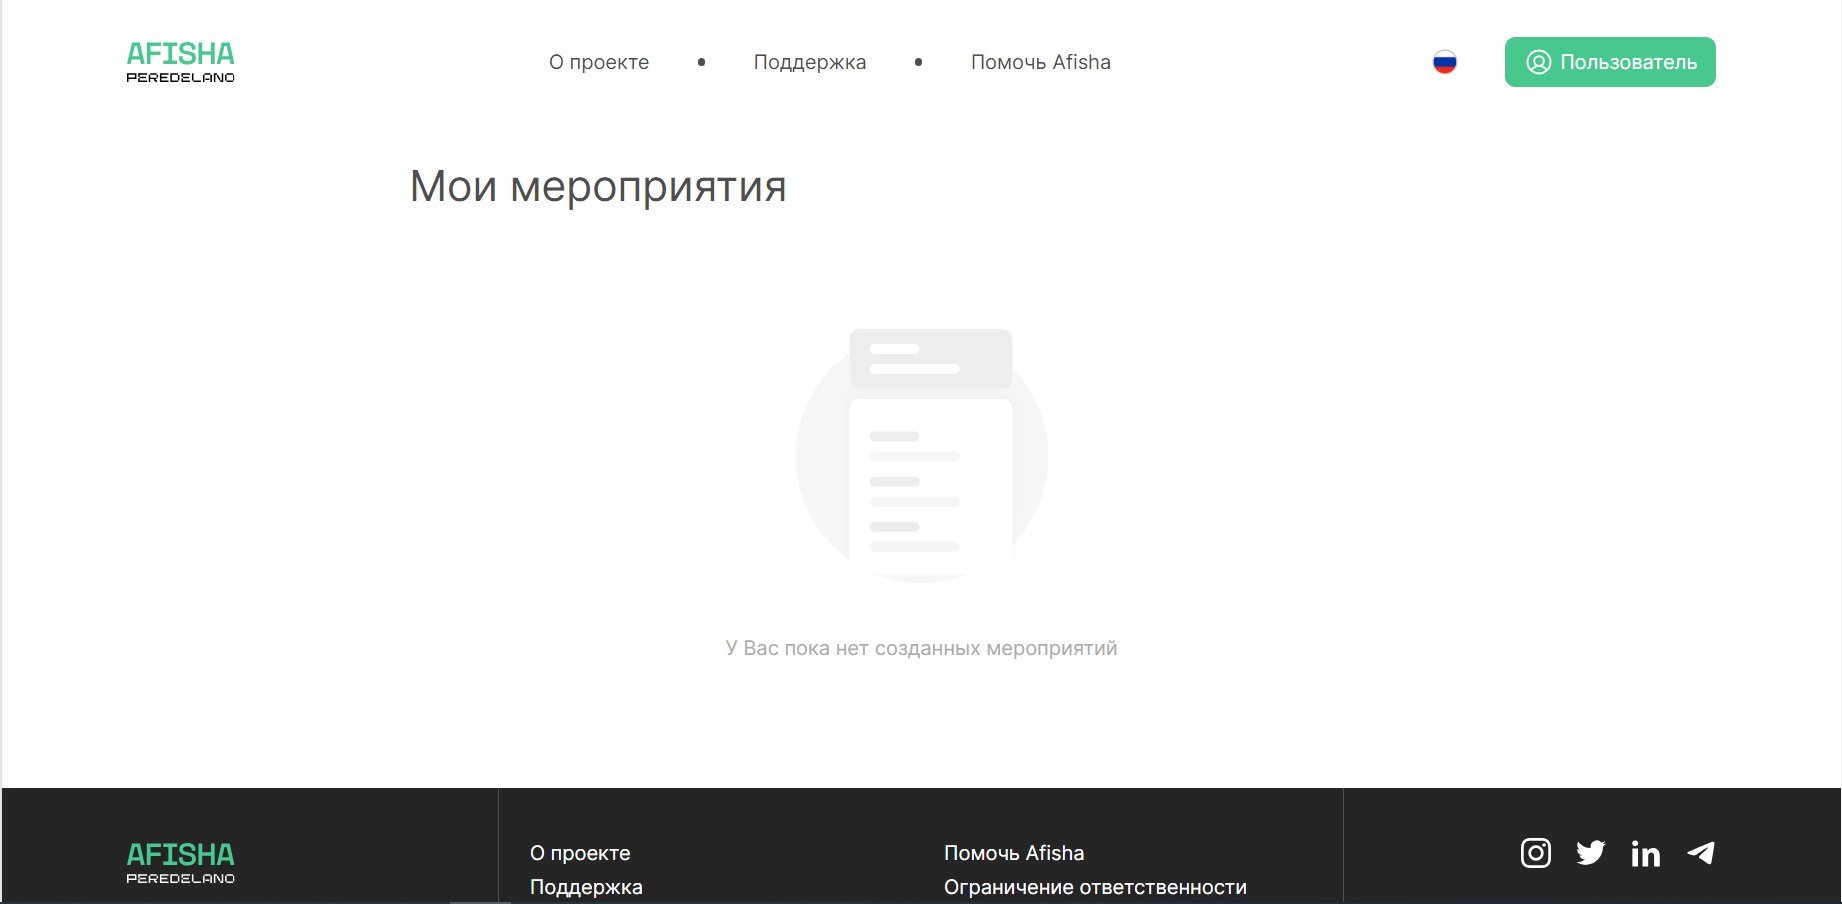 AFISHA
PEREDELANO
О проекте
Поддержка
Помочь Afisha
Пользователь
Мои мероприятия
У Вас пока нет созданных мероприятий
AFISHA
PEREDELANO
О проекте
Поддержка
Помочь Afisha
Ограничение ответственности
in